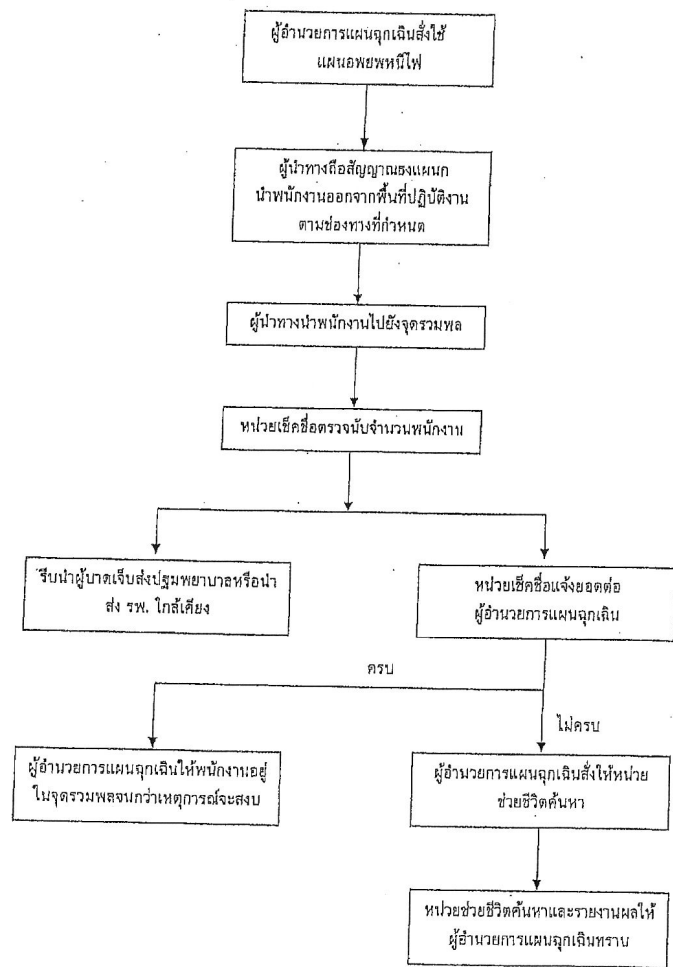 ผู้อำนวยการแผนฉุกเฉินสั่งใช้
แผนอพยพหนีไฟ
ผู้นำทางถือสัญญาณธงแผนก
นำพนักงานออกจากพื้นที่ปฏิบัติงาน
ตามช่องทางที่กำหนด
ผู้นำทางนำพนักงานไปยังจุดรวมพล
หน่วยเช็คชื่อตรวจนับจำนวนพนักงาน
รีบนำผู้บาดเจ็บส่งปฐมพยาบาลหรือนำ
ส่ง รพ. ใกล้เคียง
หน่วยเช็คชื่อแจ้งยอดต่อ
ผู้อำนวยการแผนฉุกเฉิน
ครบ
ไม่ครบ
ผู้อำนวยการแผนฉุกเฉินให้พนักงานอยู่
ในจุดรวมพลจนกว่าเหตุการณ์จะสงบ
ผู้อำนวยการแผนฉุกเฉินสั่งให้หน่วย
ช่วยชีวิตค้นหา
หน่วยช่วยชีวิตค้นหาและรายงานผลให้
ผู้อำนวยการแผนฉุกเฉินทราบ